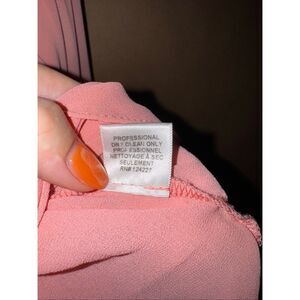 PROFESSIONAL
DRY CLEAN ONLY
PROFESSIONNEL
NETTOYAGE À SEC
SEULEMENT
RN# 124227